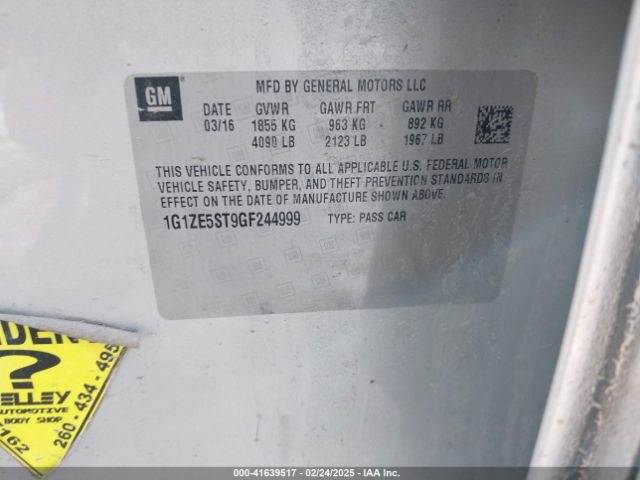 GM
MFD BY GENERAL MOTORS LLC
DATE GVWR GAWR FRT GAWR RR
03/16 1855 KG 963 KG 892 KG
4090 LB 2123 LB 1967 LB
THIS VEHICLE CONFORMS TO ALL APPLICABLE U.S. FEDERAL MOTOR
VEHICLE SAFETY, BUMPER, AND THEFT PREVENTION STANDARDS IN
EFFECT ON THE DATE OF MANUFACTURE SHOWN ABOVE.
1G1ZE5ST9GF244999 TYPE: PASS CAR
?
ELLEY
AUTOMOTIVE
BODY SHOP
162
260-434-495
000-41639517 - 02/24/2025 - IAA Inc.